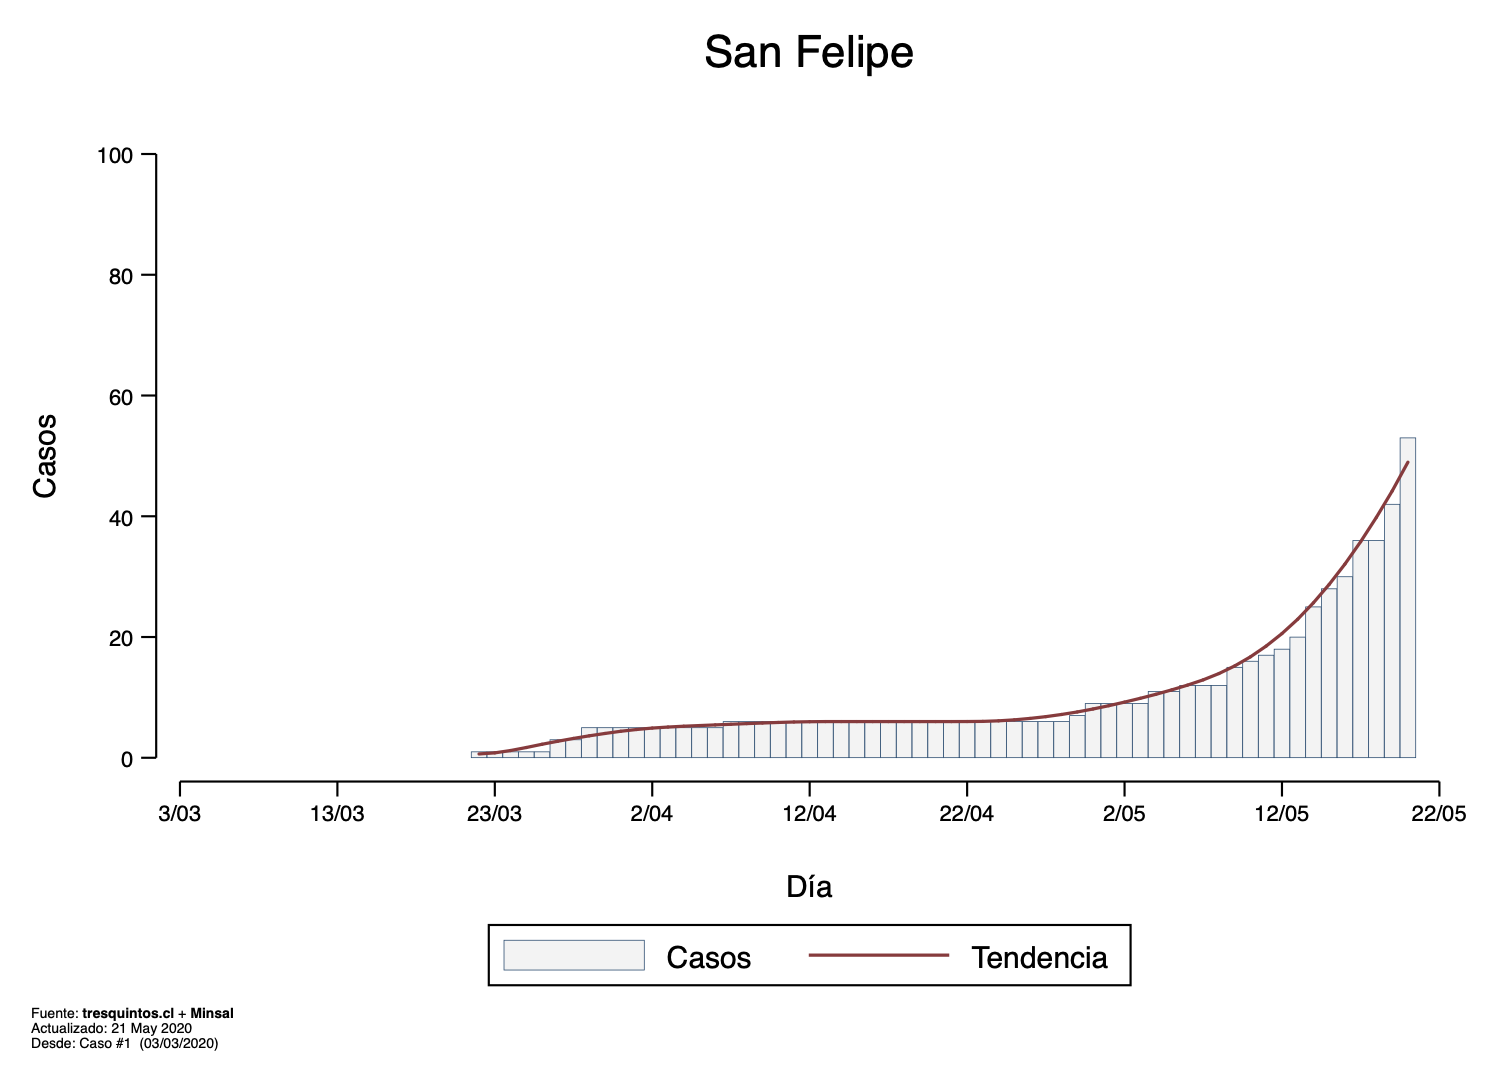 San Felipe
100
80
60
40
20
0
Casos
3/03 13/03 23/03 2/04 12/04 22/04 2/05 12/05 22/05
Día
Casos Tendencia
Fuente: tresquintos.cl + Minsal
Actualizado: 21 May 2020
Desde: Caso #1 (03/03/2020)